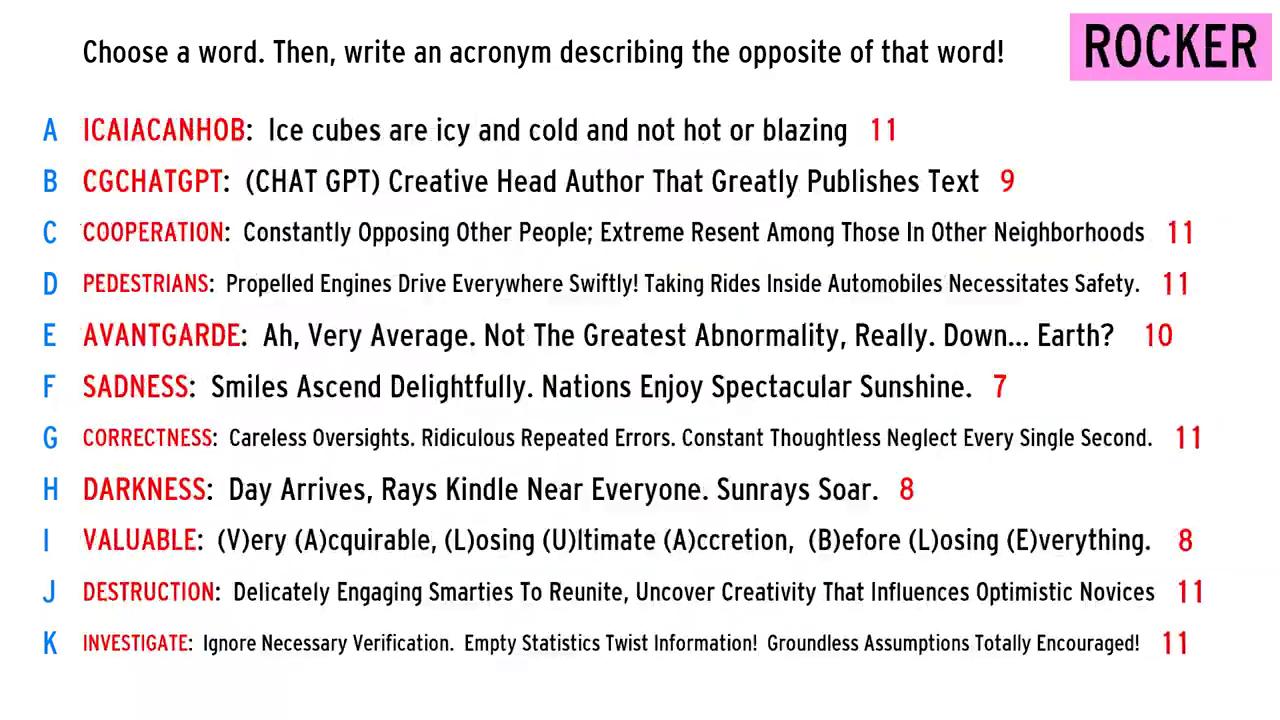 Choose a word. Then, write an acronym describing the opposite of that word!
ROCKER
A ICAIACANHOB: Ice cubes are icy and cold and not hot or blazing 11
B CGCHATGPT: (CHAT GPT) Creative Head Author That Greatly Publishes Text 9
C COOPERATION: Constantly Opposing Other People; Extreme Resent Among Those In Other Neighborhoods 11
D PEDESTRIANS: Propelled Engines Drive Everywhere Swiftly! Taking Rides Inside Automobiles Necessitates Safety. 11
E AVANTGARDE: Ah, Very Average. Not The Greatest Abnormality, Really. Down... Earth? 10
F SADNESS: Smiles Ascend Delightfully. Nations Enjoy Spectacular Sunshine. 7
G CORRECTNESS: Careless Oversights. Ridiculous Repeated Errors. Constant Thoughtless Neglect Every Single Second. 11
H DARKNESS: Day Arrives, Rays Kindle Near Everyone. Sunrays Soar. 8
I VALUABLE: (V)ery (A)cquirable, (L)osing (U)ltimate (A)ccretion, (B)efore (L)osing (E)verything. 8
J DESTRUCTION: Delicately Engaging Smarties To Reunite, Uncover Creativity That Influences Optimistic Novices 11
K INVESTIGATE: Ignore Necessary Verification. Empty Statistics Twist Information! Groundless Assumptions Totally Encouraged! 11